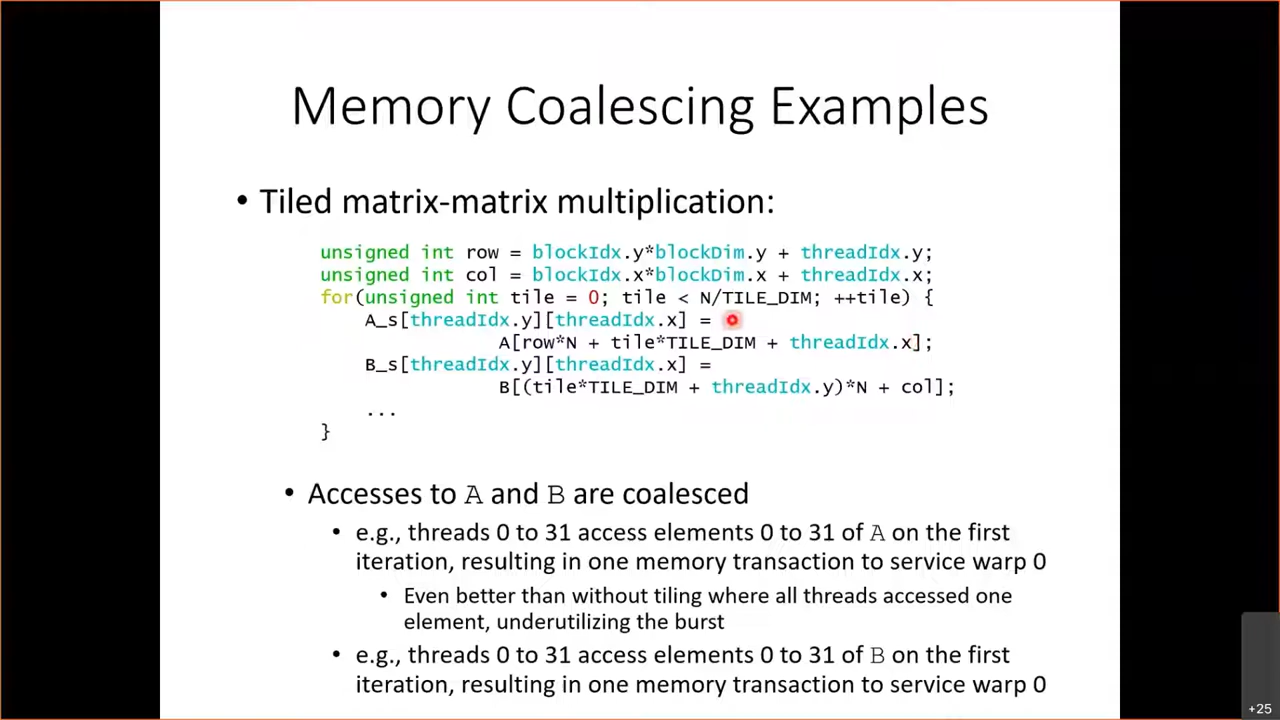 Memory Coalescing Examples
• Tiled matrix-matrix multiplication:
unsigned int row = blockIdx.y*blockDim.y + threadIdx.y;
unsigned int col = blockIdx.x*blockDim.x + threadIdx.x;
for(unsigned int tile = 0; tile < N/TILE_DIM; ++tile) {
A_s[threadIdx.y][threadIdx.x] =
A[row*N + tile*TILE_DIM + threadIdx.x];
B_s[threadIdx.y][threadIdx.x] =
B[(tile*TILE_DIM + threadIdx.y)*N + col];
...
}
• Accesses to A and B are coalesced
• e.g., threads 0 to 31 access elements 0 to 31 of A on the first
iteration, resulting in one memory transaction to service warp 0
• Even better than without tiling where all threads accessed one
element, underutilizing the burst
• e.g., threads 0 to 31 access elements 0 to 31 of B on the first
iteration, resulting in one memory transaction to service warp 0
+25